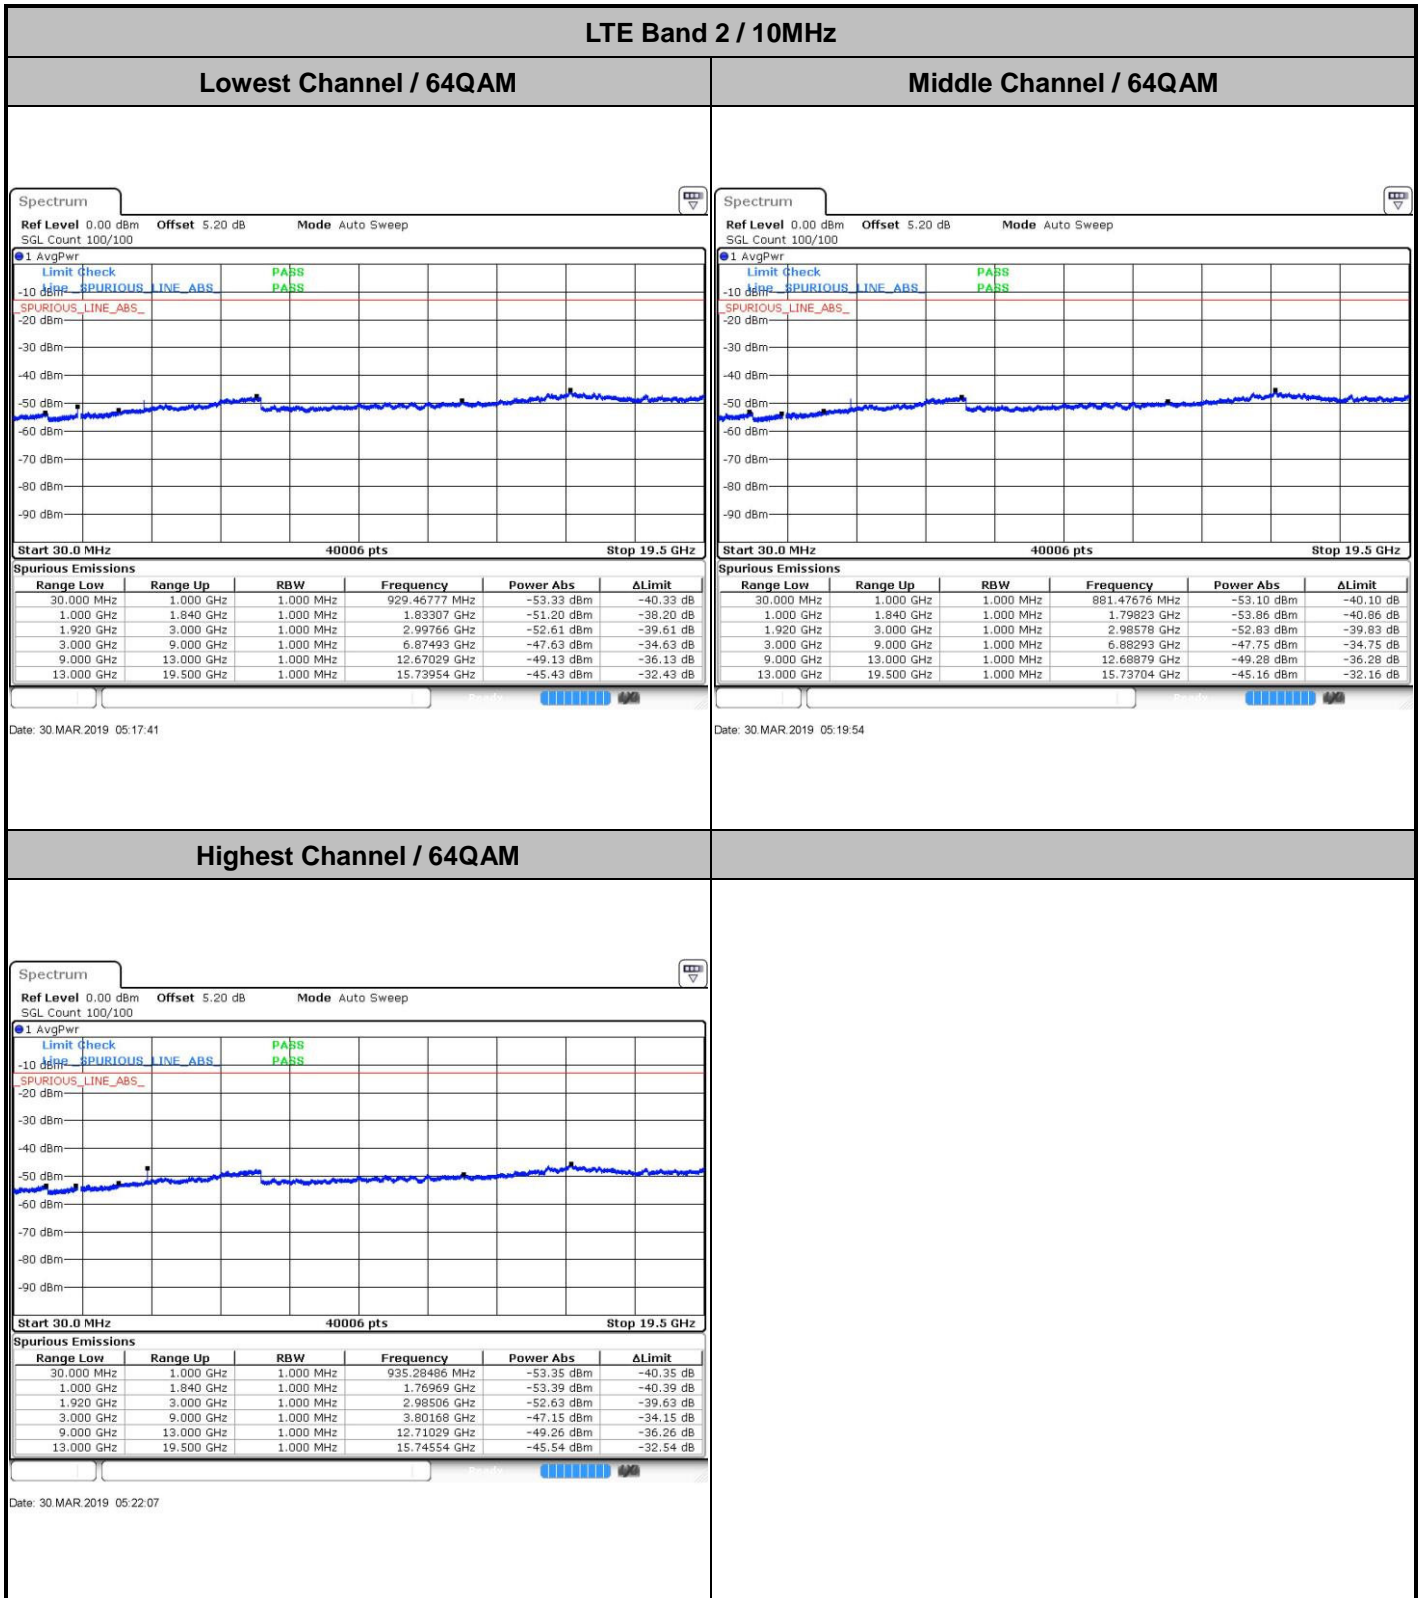 LTE Band 2 / 10MHz
Lowest Channel / 64QAM
Middle Channel / 64QAM
Spectrum
Ref Level 0.00 dBm Offset 5.20 dB Mode Auto Sweep
SGL Count 100/100
1 AvgPwr
Limit Check PASS
-10 dBm Line _SPURIOUS_LINE_ABS_ PASS
_SPURIOUS_LINE_ABS_
-20 dBm
-30 dBm
-40 dBm
-50 dBm
-60 dBm
-70 dBm
-80 dBm
-90 dBm
Start 30.0 MHz 40006 pts Stop 19.5 GHz
Spurious Emissions
Range Low Range Up RBW Frequency Power Abs ΔLimit
30.000 MHz 1.000 GHz 1.000 MHz 929.46777 MHz -53.33 dBm -40.33 dB
1.000 GHz 1.840 GHz 1.000 MHz 1.83307 GHz -51.20 dBm -38.20 dB
1.920 GHz 3.000 GHz 1.000 MHz 2.99766 GHz -52.61 dBm -39.61 dB
3.000 GHz 9.000 GHz 1.000 MHz 6.87493 GHz -47.63 dBm -34.63 dB
9.000 GHz 13.000 GHz 1.000 MHz 12.67029 GHz -49.13 dBm -36.13 dB
13.000 GHz 19.500 GHz 1.000 MHz 15.73954 GHz -45.43 dBm -32.43 dB
Date: 30.MAR.2019 05:17:41
Spectrum
Ref Level 0.00 dBm Offset 5.20 dB Mode Auto Sweep
SGL Count 100/100
1 AvgPwr
Limit Check PASS
-10 dBm Line _SPURIOUS_LINE_ABS_ PASS
_SPURIOUS_LINE_ABS_
-20 dBm
-30 dBm
-40 dBm
-50 dBm
-60 dBm
-70 dBm
-80 dBm
-90 dBm
Start 30.0 MHz 40006 pts Stop 19.5 GHz
Spurious Emissions
Range Low Range Up RBW Frequency Power Abs ΔLimit
30.000 MHz 1.000 GHz 1.000 MHz 881.47676 MHz -53.10 dBm -40.10 dB
1.000 GHz 1.840 GHz 1.000 MHz 1.79823 GHz -53.86 dBm -40.86 dB
1.920 GHz 3.000 GHz 1.000 MHz 2.98578 GHz -52.83 dBm -39.83 dB
3.000 GHz 9.000 GHz 1.000 MHz 6.88293 GHz -47.75 dBm -34.75 dB
9.000 GHz 13.000 GHz 1.000 MHz 12.68879 GHz -49.28 dBm -36.28 dB
13.000 GHz 19.500 GHz 1.000 MHz 15.73704 GHz -45.16 dBm -32.16 dB
Date: 30.MAR.2019 05:19:54
Highest Channel / 64QAM
Spectrum
Ref Level 0.00 dBm Offset 5.20 dB Mode Auto Sweep
SGL Count 100/100
1 AvgPwr
Limit Check PASS
-10 dBm Line _SPURIOUS_LINE_ABS_ PASS
_SPURIOUS_LINE_ABS_
-20 dBm
-30 dBm
-40 dBm
-50 dBm
-60 dBm
-70 dBm
-80 dBm
-90 dBm
Start 30.0 MHz 40006 pts Stop 19.5 GHz
Spurious Emissions
Range Low Range Up RBW Frequency Power Abs ΔLimit
30.000 MHz 1.000 GHz 1.000 MHz 935.28486 MHz -53.35 dBm -40.35 dB
1.000 GHz 1.840 GHz 1.000 MHz 1.76969 GHz -53.39 dBm -40.39 dB
1.920 GHz 3.000 GHz 1.000 MHz 2.98506 GHz -52.63 dBm -39.63 dB
3.000 GHz 9.000 GHz 1.000 MHz 3.80168 GHz -47.15 dBm -34.15 dB
9.000 GHz 13.000 GHz 1.000 MHz 12.71029 GHz -49.26 dBm -36.26 dB
13.000 GHz 19.500 GHz 1.000 MHz 15.74554 GHz -45.54 dBm -32.54 dB
Date: 30.MAR.2019 05:22:07